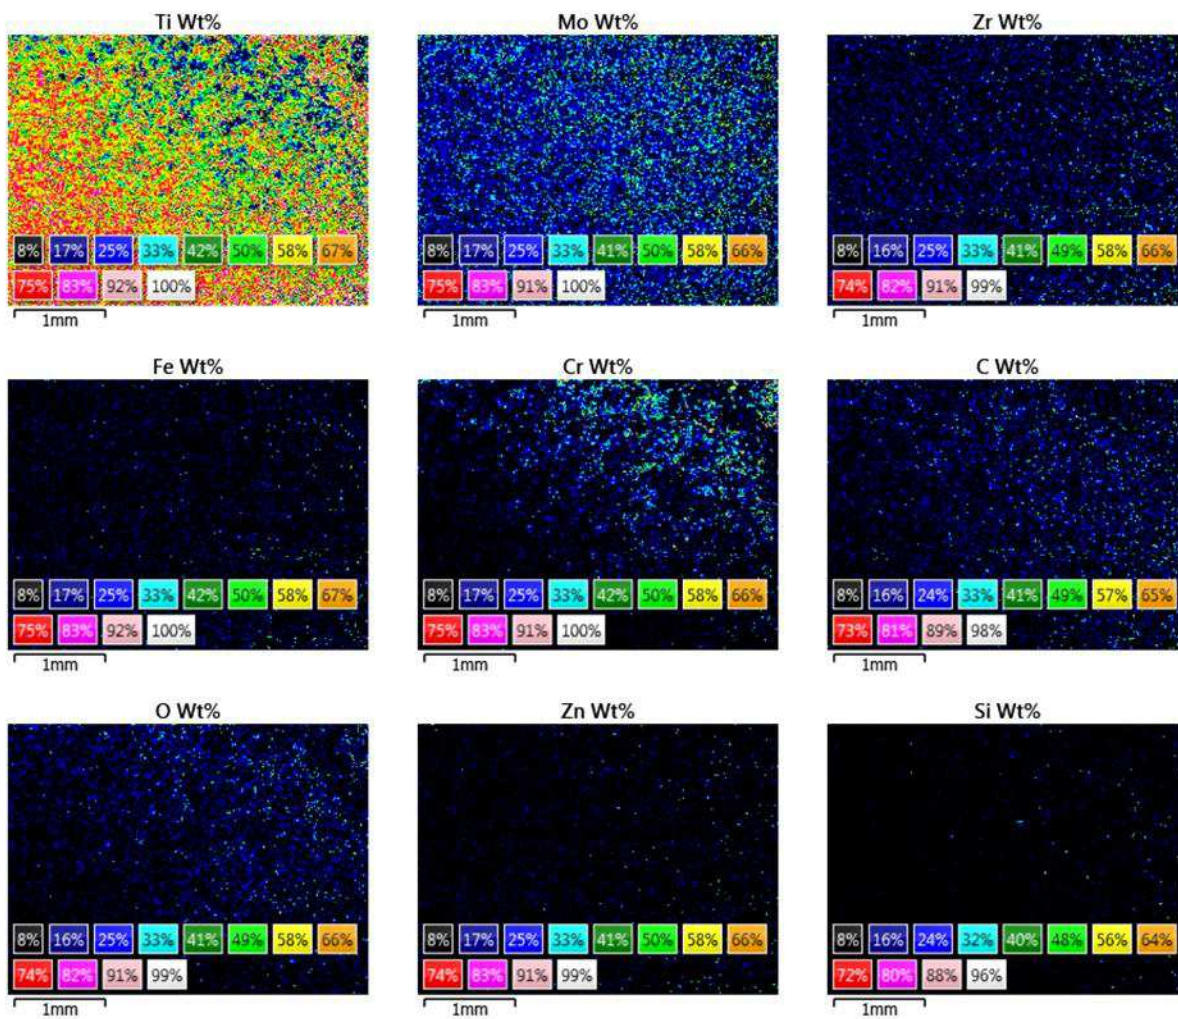 Ti Wt%
Mo Wt%
Zr Wt%
8% 17% 25% 33% 42% 50% 58% 67%
75% 83% 92% 100%
8% 17% 25% 33% 41% 50% 58% 66%
75% 83% 91% 100%
8% 16% 25% 33% 41% 49% 58% 66%
74% 82% 91% 99%
1mm
1mm
1mm
Fe Wt%
Cr Wt%
C Wt%
8% 17% 25% 33% 42% 50% 58% 67%
75% 83% 92% 100%
8% 17% 25% 33% 42% 50% 58% 66%
75% 83% 91% 100%
8% 16% 24% 33% 41% 49% 57% 65%
73% 81% 89% 98%
1mm
1mm
1mm
O Wt%
Zn Wt%
Si Wt%
8% 16% 25% 33% 41% 49% 58% 66%
74% 82% 91% 99%
8% 17% 25% 33% 41% 50% 58% 66%
74% 83% 91% 99%
8% 16% 24% 32% 40% 48% 56% 64%
72% 80% 88% 96%
1mm
1mm
1mm